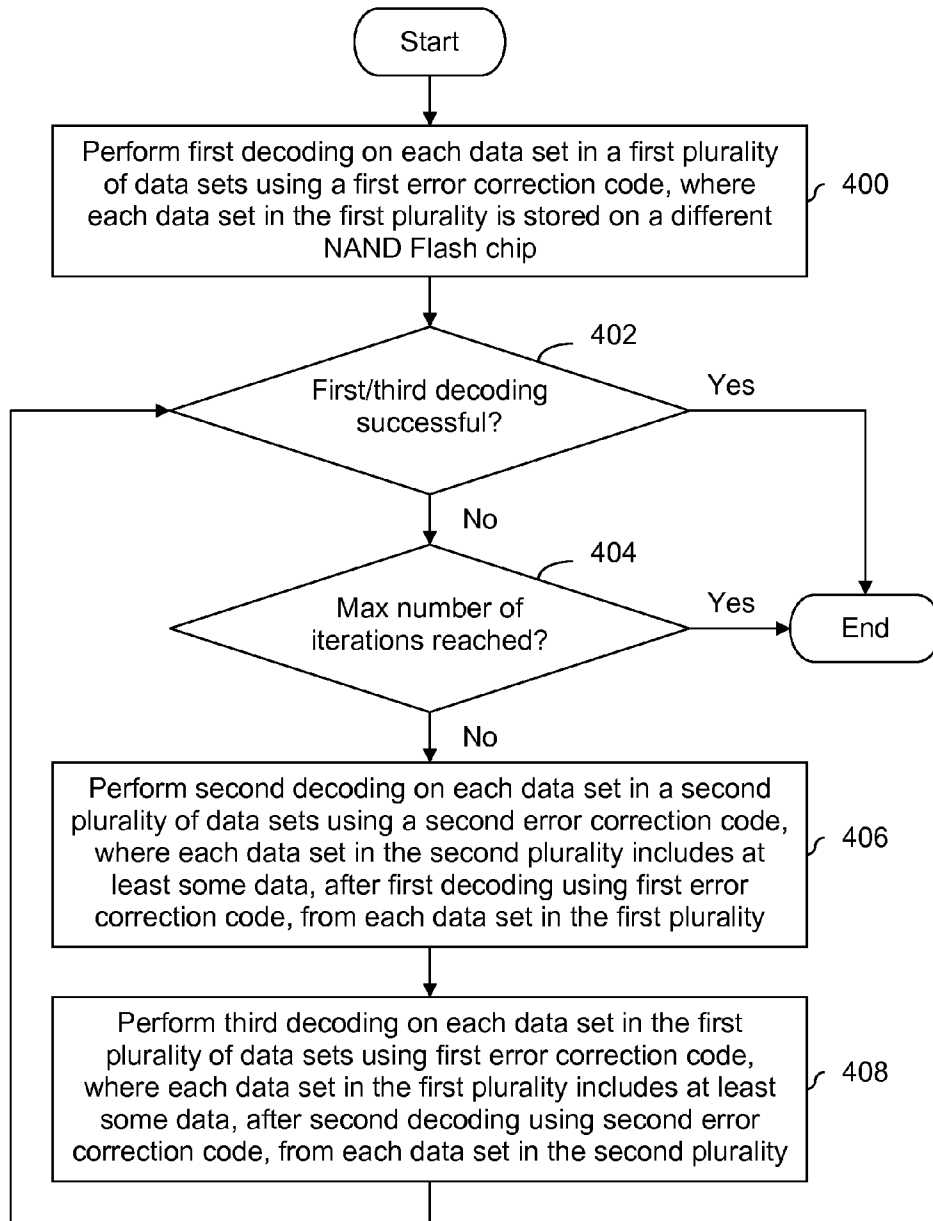 Start
Perform first decoding on each data set in a first plurality
of data sets using a first error correction code, where
each data set in the first plurality is stored on a different
NAND Flash chip
400
402
First/third decoding
successful?
Yes
No
404
Max number of
iterations reached?
Yes
End
No
Perform second decoding on each data set in a second
plurality of data sets using a second error correction code,
where each data set in the second plurality includes at
least some data, after first decoding using first error
correction code, from each data set in the first plurality
406
Perform third decoding on each data set in the first
plurality of data sets using first error correction code,
where each data set in the first plurality includes at least
some data, after second decoding using second error
correction code, from each data set in the second plurality
408